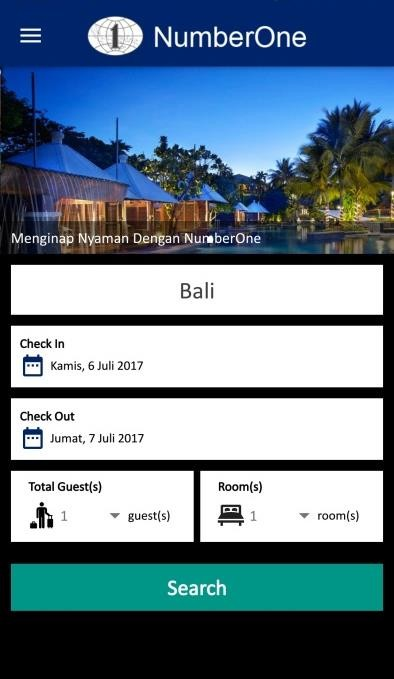 1 NumberOne
Menginap Nyaman Dengan NumberOne
Bali
Check In
Kamis, 6 Juli 2017
Check Out
Jumat, 7 Juli 2017
Total Guest(s)
1 guest(s)
Room(s)
1 room(s)
Search